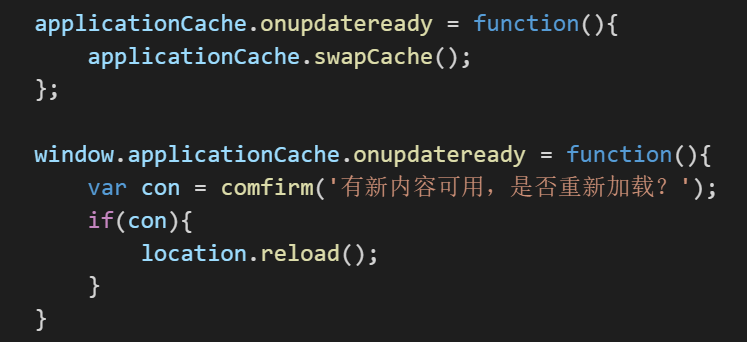 applicationCache.onupdateready = function(){
    applicationCache.swapCache();
};

window.applicationCache.onupdateready = function(){
    var con = comfirm('有新内容可用，是否重新加载？');
    if(con){
        location.reload();
    }
}